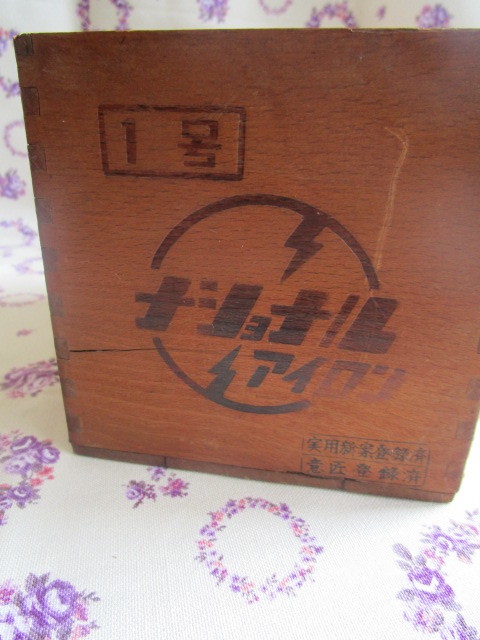 1号
ナショナル
アイロン
実用新案登録済
意匠登録済